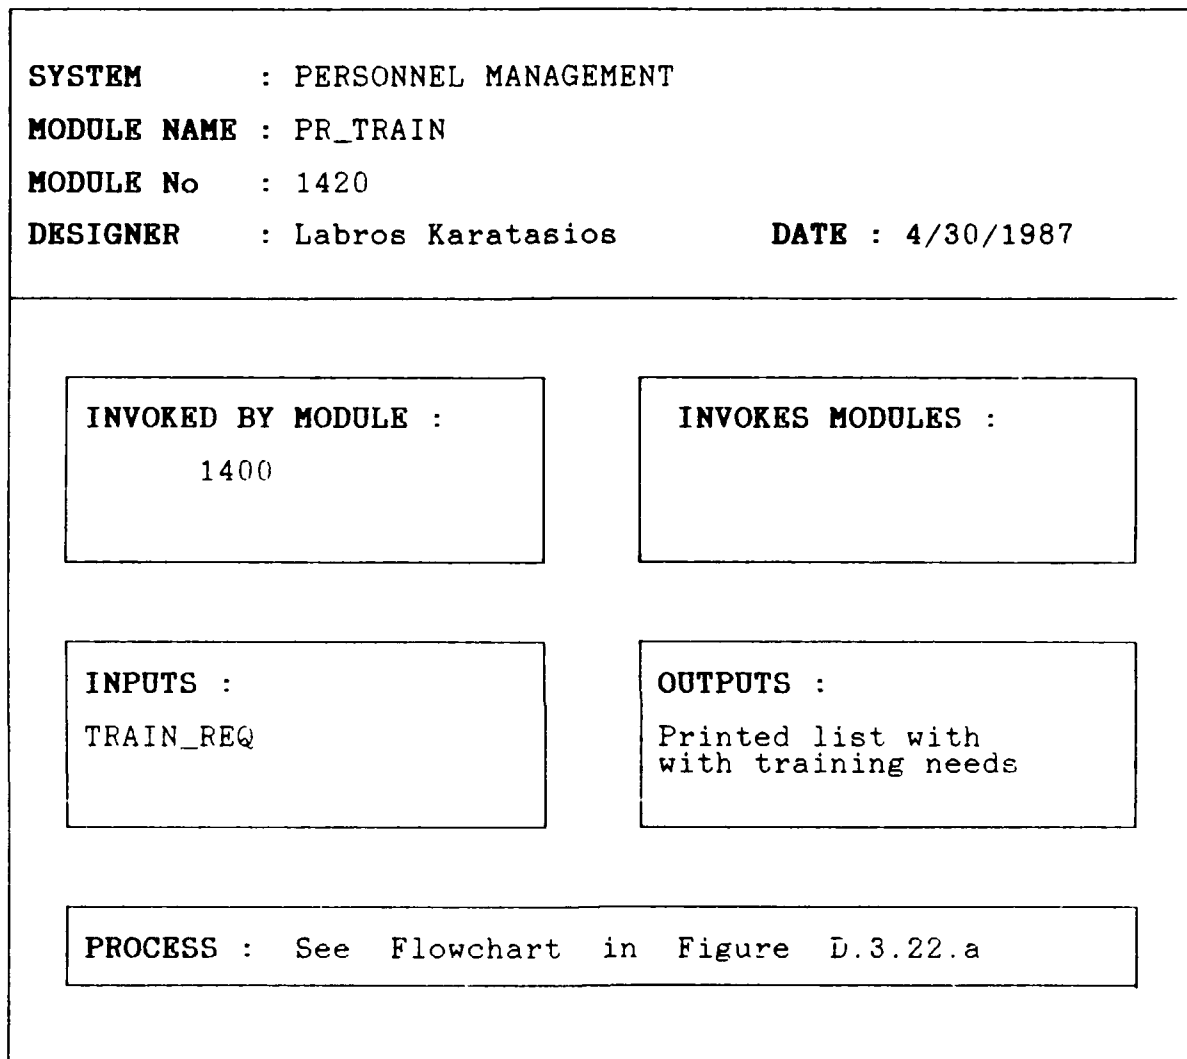 SYSTEM : PERSONNEL MANAGEMENT
MODULE NAME : PR_TRAIN
MODULE No : 1420
DESIGNER : Labros Karatasios DATE : 4/30/1987
INVOKED BY MODULE :
1400
INVOKES MODULES :
INPUTS :
TRAIN_REQ
OUTPUTS :
Printed list with
with training needs
PROCESS : See Flowchart in Figure D.3.22.a